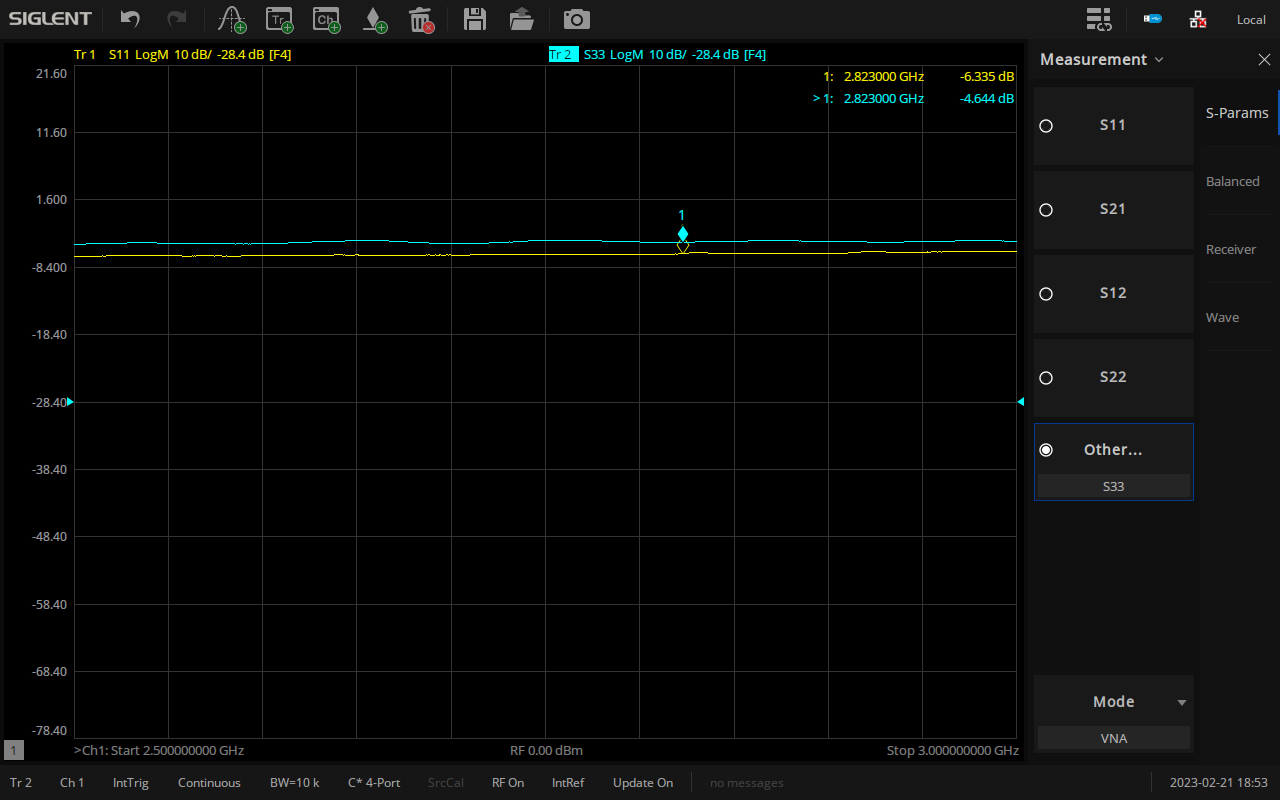 SIGLENT Tr Ch Local
Tr 1 S11 LogM 10 dB/ -28.4 dB [F4] Tr 2 S33 LogM 10 dB/ -28.4 dB [F4]
1: 2.823000 GHz -6.335 dB
> 1: 2.823000 GHz -4.644 dB
21.60
11.60
1.600
-8.400
-18.40
-28.40
-38.40
-48.40
-58.40
-68.40
-78.40
1
1
>Ch1: Start 2.500000000 GHz RF 0.00 dBm Stop 3.000000000 GHz
Measurement
S11
S21
S12
S22
Other...
S33
Mode
VNA
S-Params
Balanced
Receiver
Wave
Tr 2 Ch 1 IntTrig Continuous BW=10 k C* 4-Port SrcCal RF On IntRef Update On no messages 2023-02-21 18:53